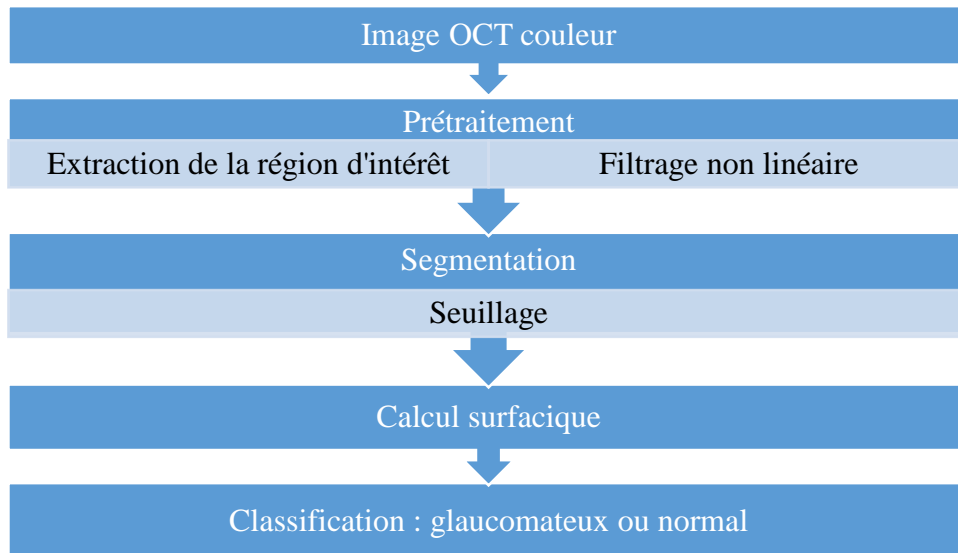 Image OCT couleur
Prétraitement
Extraction de la région d'intérêt
Filtrage non linéaire
Segmentation
Seuillage
Calcul surfacique
Classification : glaucomateux ou normal